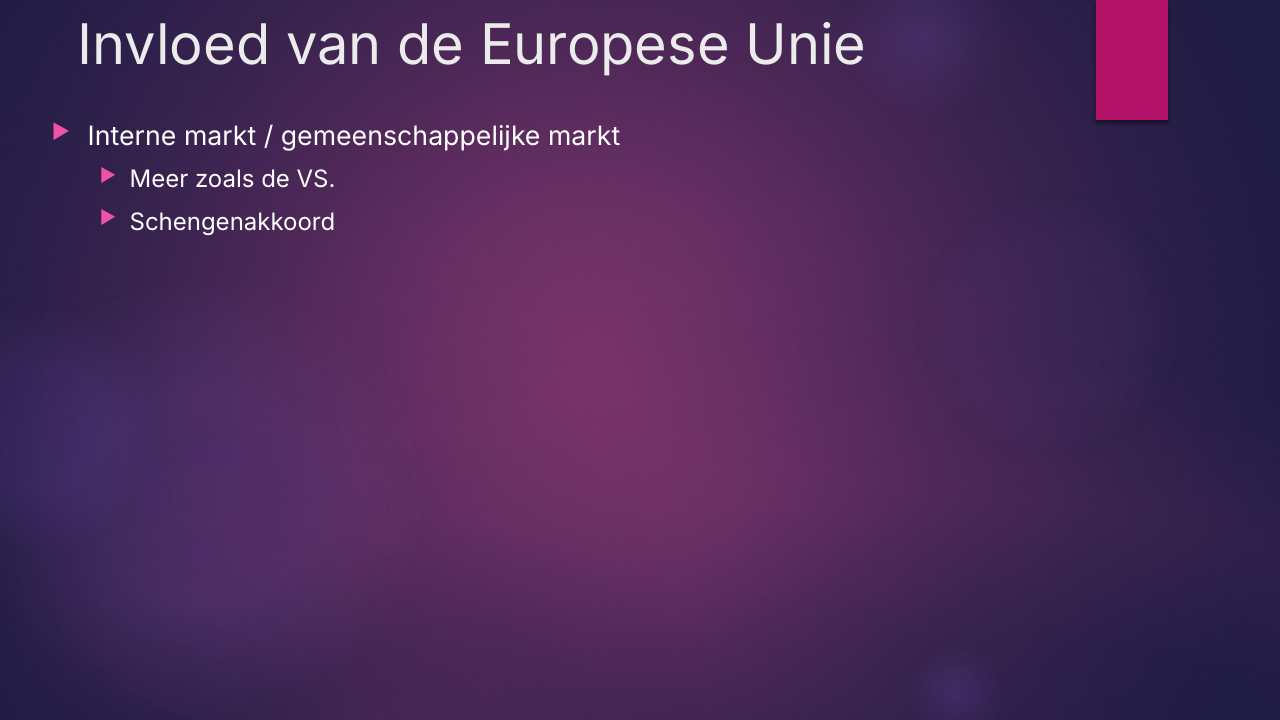 Invloed van de Europese Unie
Interne markt / gemeenschappelijke markt
Meer zoals de VS.
Schengenakkoord